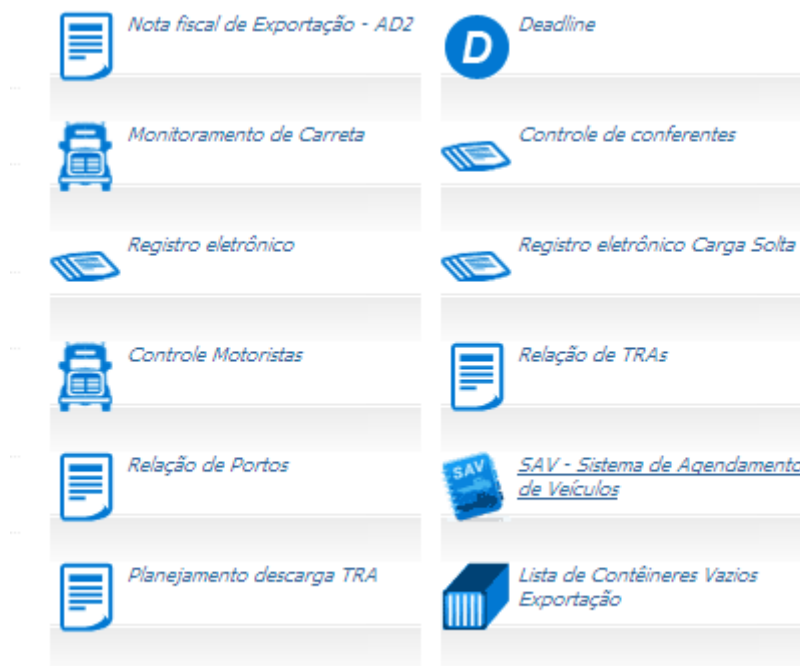 Nota fiscal de Exportação - AD2
D
Deadline
Monitoramento de Carreta
Controle de conferentes
Registro eletrônico
Registro eletrônico Carga Solta
Controle Motoristas
Relação de TRAs
Relação de Portos
SAV
SAV - Sistema de Agendamento
de Veículos
Planejamento descarga TRA
Lista de Contêineres Vazios
Exportação